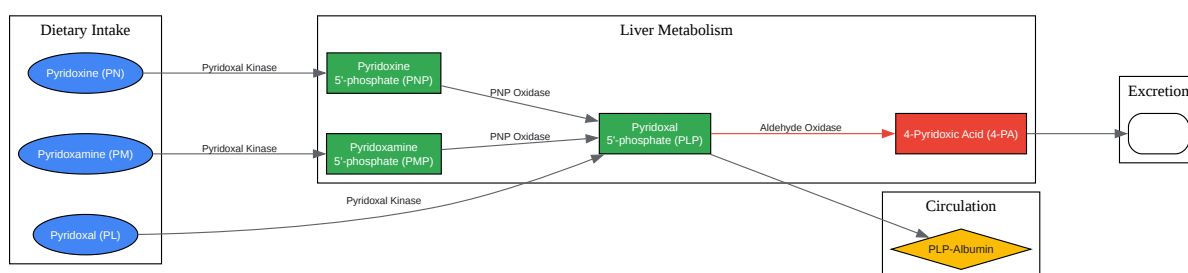 Dietary Intake
Liver Metabolism
Pyridoxine (PN)
Pyridoxal Kinase
Pyridoxine
5'-phosphate (PNP)
PNP Oxidase
Pyridoxamine (PM)
Pyridoxal Kinase
Pyridoxamine
5'-phosphate (PMP)
PNP Oxidase
Pyridoxal
5'-phosphate (PLP)
Aldehyde Oxidase
4-Pyridoxic Acid (4-PA)
Excretion
Pyridoxal (PL)
Pyridoxal Kinase
Circulation
PLP-Albumin